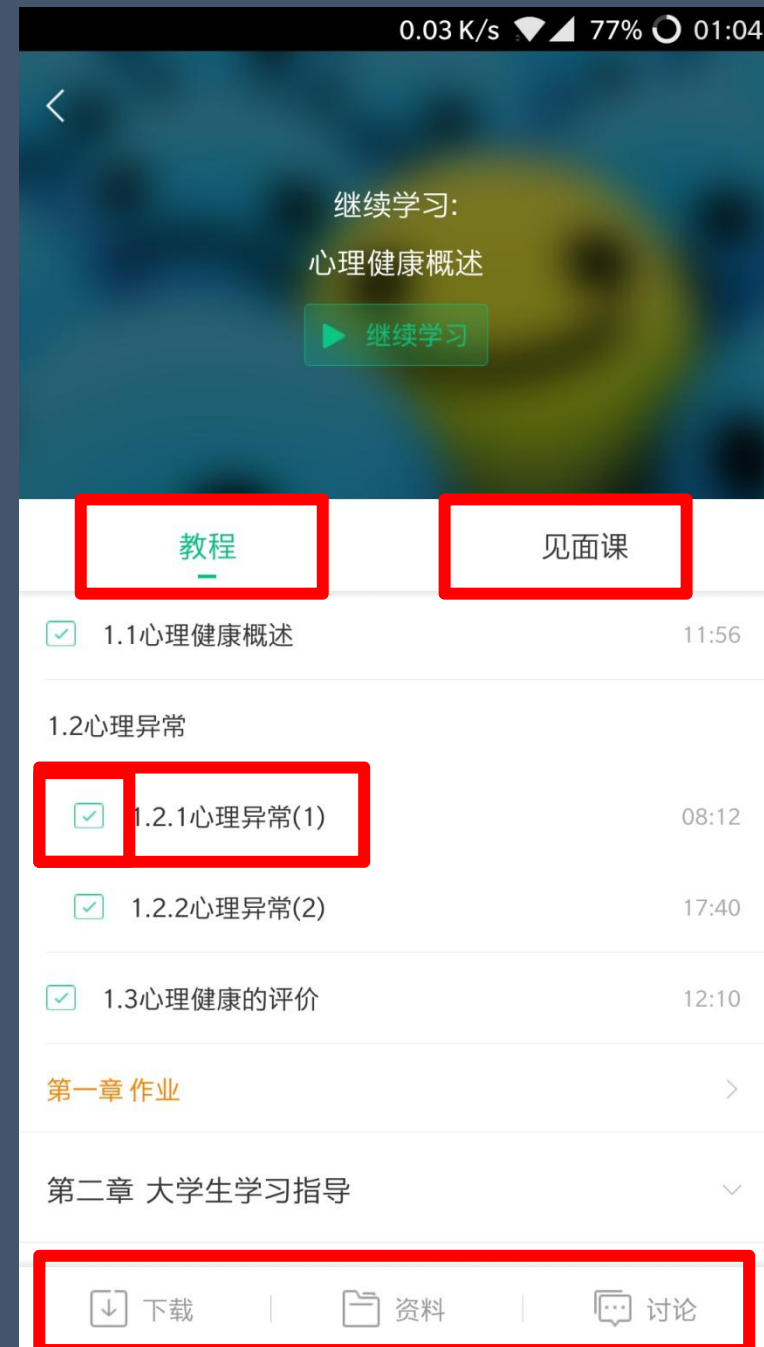 0.03 K/s 77% 01:04
继续学习:
心理健康概述
继续学习
教程 见面课
1.1心理健康概述 11:56
1.2心理异常
1.2.1心理异常(1) 08:12
1.2.2心理异常(2) 17:40
1.3心理健康的评价 12:10
第一章 作业
第二章 大学生学习指导
下载 资料 讨论